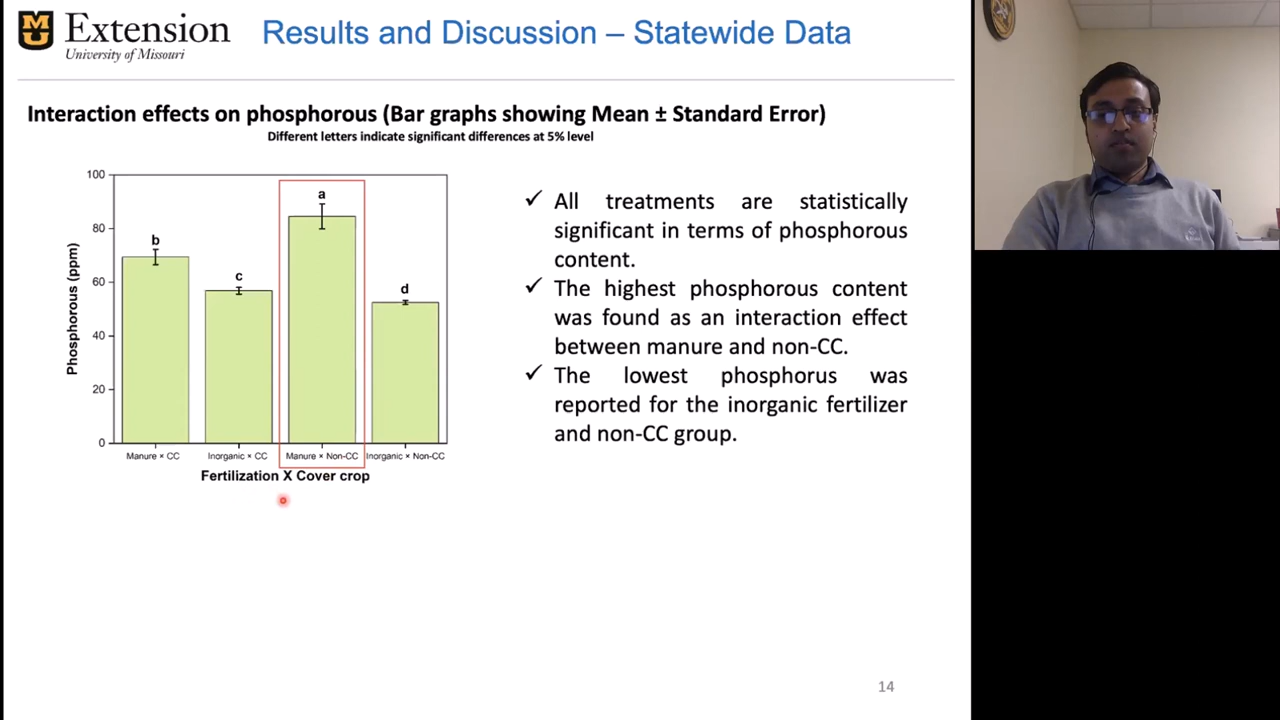 Extension
University of Missouri
Results and Discussion – Statewide Data
Interaction effects on phosphorous (Bar graphs showing Mean ± Standard Error)
Different letters indicate significant differences at 5% level
100
80
60
40
20
0
Phosphorous (ppm)
b
c
a
d
Manure × CC
Inorganic × CC
Manure × Non-CC
Inorganic × Non-CC
Fertilization X Cover crop
✓ All treatments are statistically
significant in terms of phosphorous
content.
✓ The highest phosphorous content
was found as an interaction effect
between manure and non-CC.
✓ The lowest phosphorus was
reported for the inorganic fertilizer
and non-CC group.
14